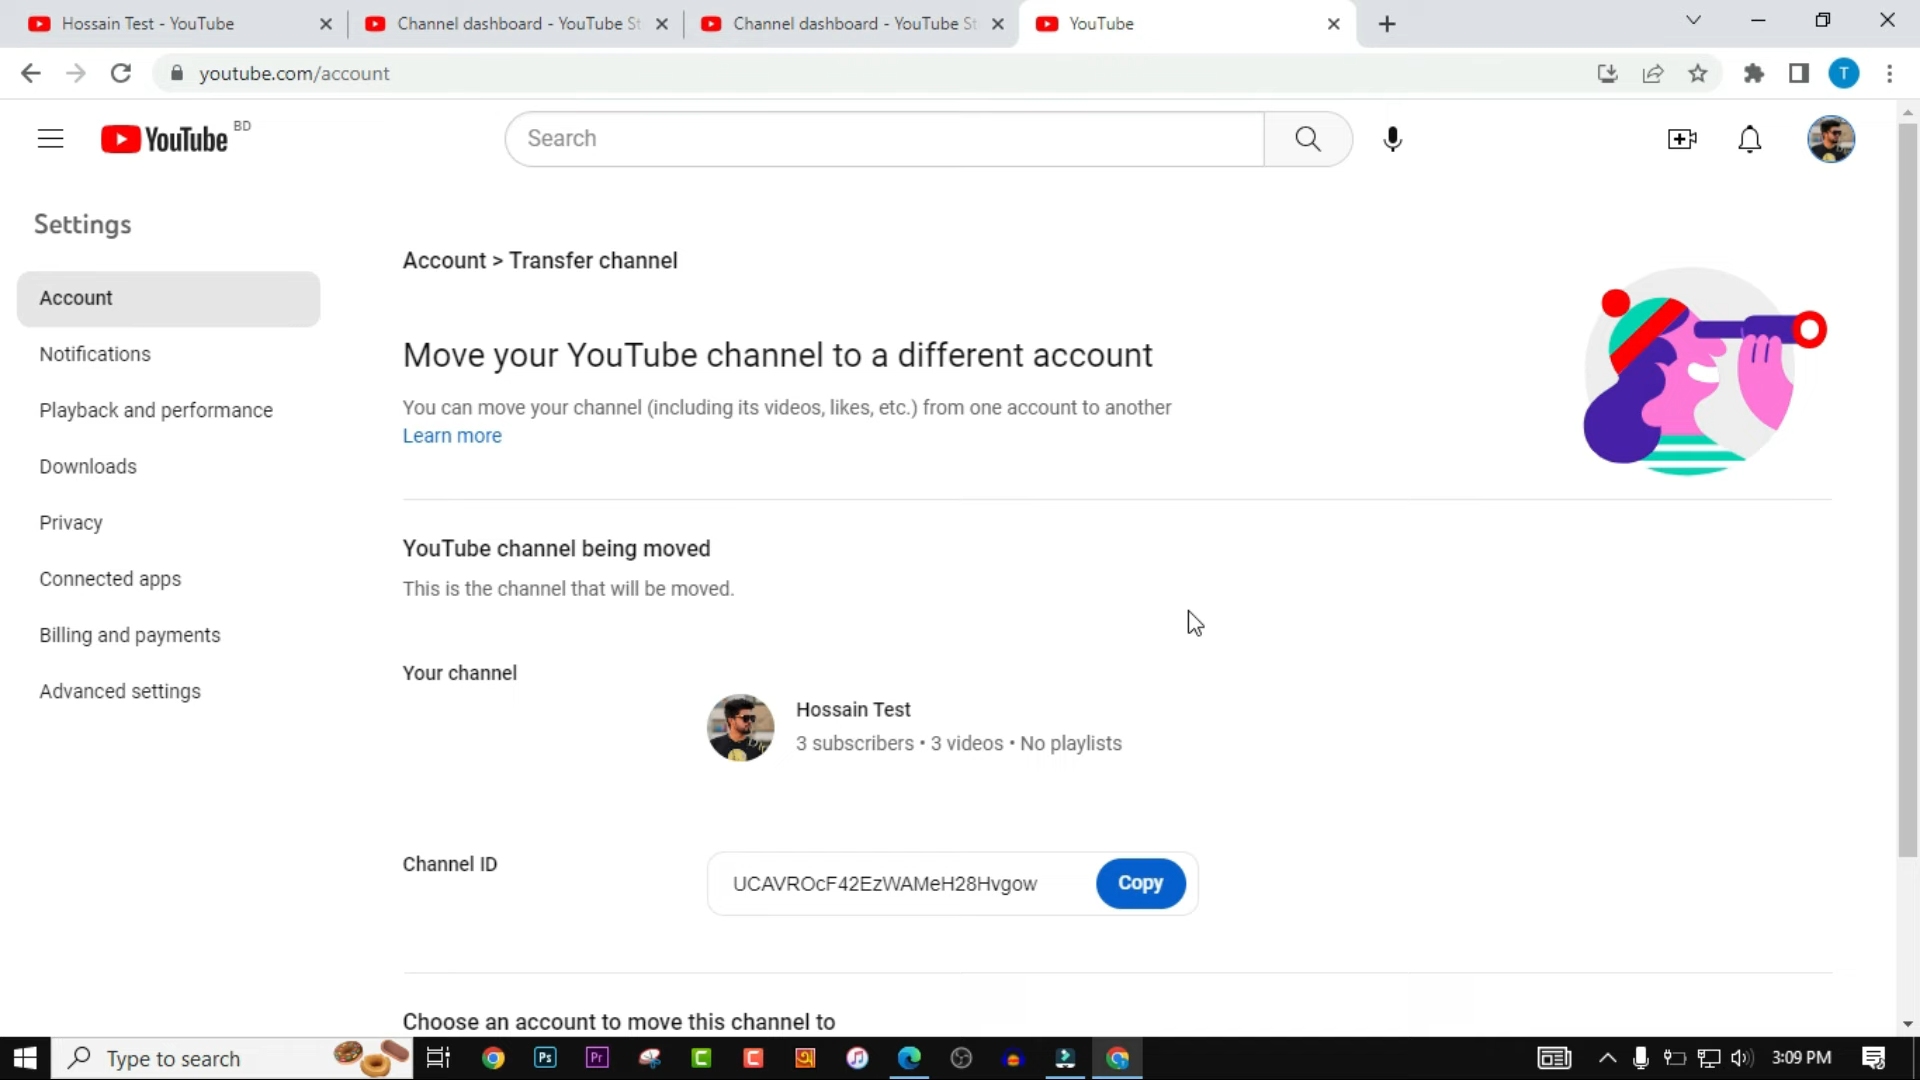 Hossain Test - YouTube
Channel dashboard - YouTube St
Channel dashboard - YouTube St
YouTube
youtube.com/account
T
YouTube BD
Search
Settings
Account
Notifications
Playback and performance
Downloads
Privacy
Connected apps
Billing and payments
Advanced settings
Account > Transfer channel
Move your YouTube channel to a different account
You can move your channel (including its videos, likes, etc.) from one account to another
Learn more
YouTube channel being moved
This is the channel that will be moved.
Your channel
Hossain Test
3 subscribers • 3 videos • No playlists
Channel ID
UCAVROcF42EzWAMeH28Hvgow
Copy
Choose an account to move this channel to
Type to search
Ps
Pr
C
C
অ
3:09 PM